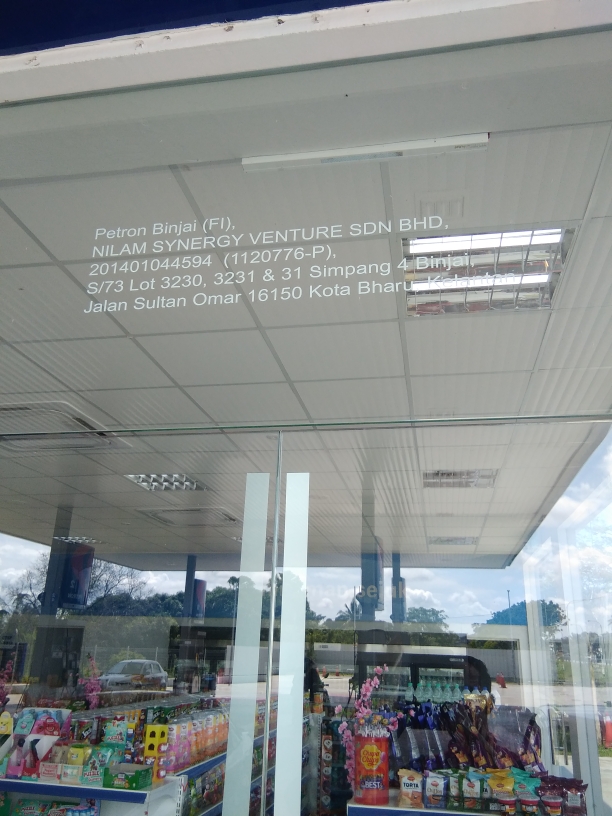 Petron Binjai (FI),
NILAM SYNERGY VENTURE SDN BHD,
201401044594 (1120776-P),
S/73 Lot 3230, 3231 & 31 Simpang 4 Binjai,
Jalan Sultan Omar 16150 Kota Bharu, Kelantan